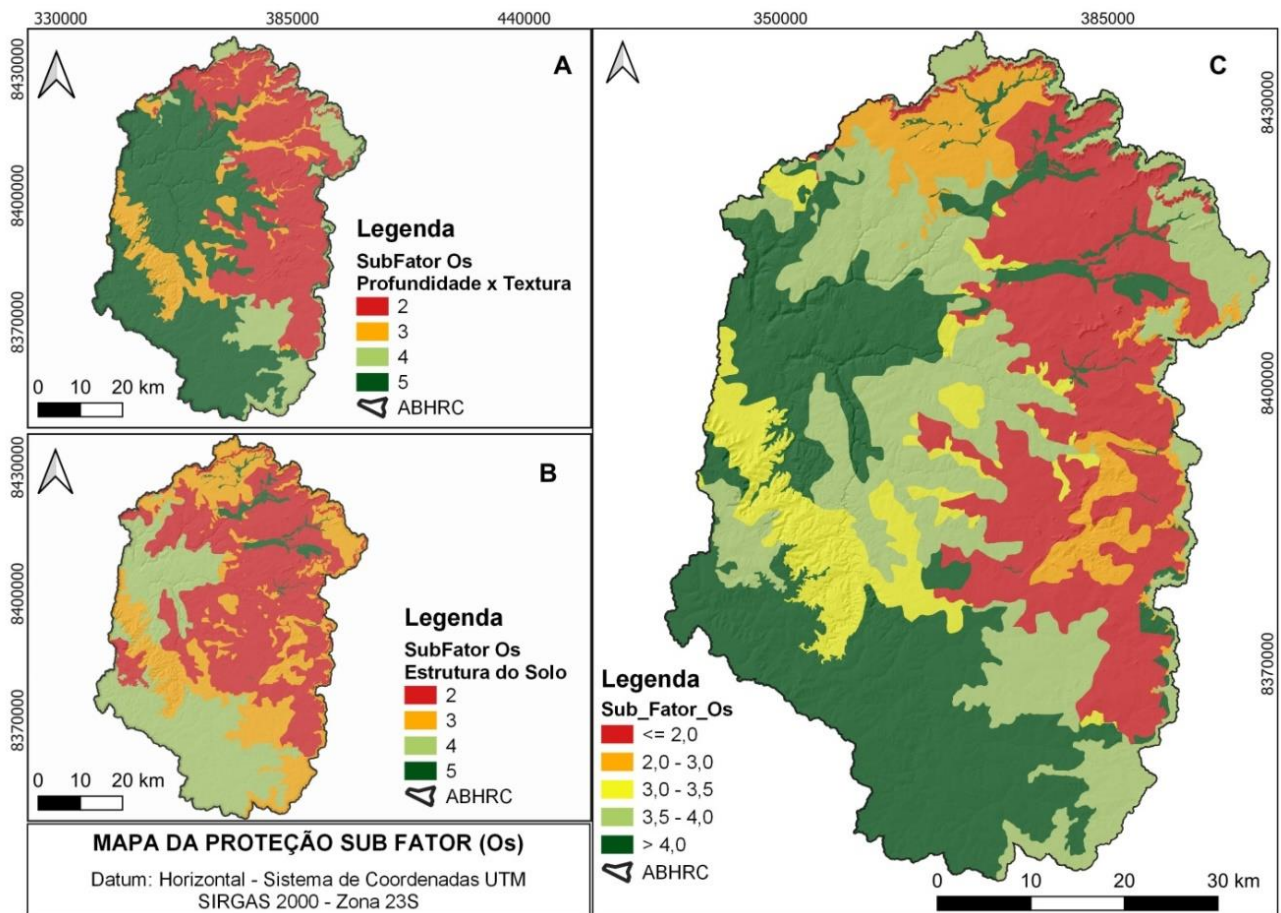 330000 385000 440000
350000 385000
A
8430000
8400000
8370000
Legenda
SubFator Os
Profundidade x Textura
2
3
4
5
ABHRC
0 10 20 km
B
8430000
8400000
8370000
Legenda
SubFator Os
Estrutura do Solo
2
3
4
5
ABHRC
0 10 20 km
MAPA DA PROTEÇÃO SUB FATOR (Os)
Datum: Horizontal - Sistema de Coordenadas UTM
SIRGAS 2000 - Zona 23S
C
8430000
8400000
8370000
Legenda
Sub_Fator_Os
<= 2,0
2,0 - 3,0
3,0 - 3,5
3,5 - 4,0
> 4,0
ABHRC
0 10 20 30 km